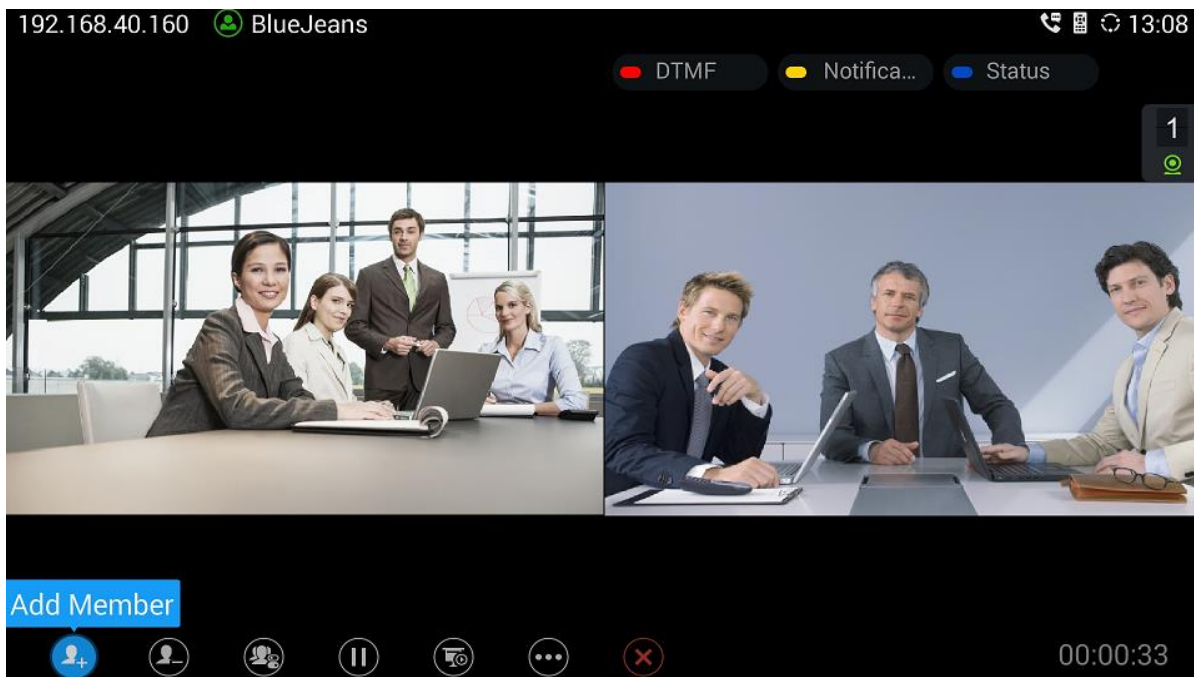 192.168.40.160 BlueJeans 13:08
DTMF Notifica... Status
1
Add Member
00:00:33